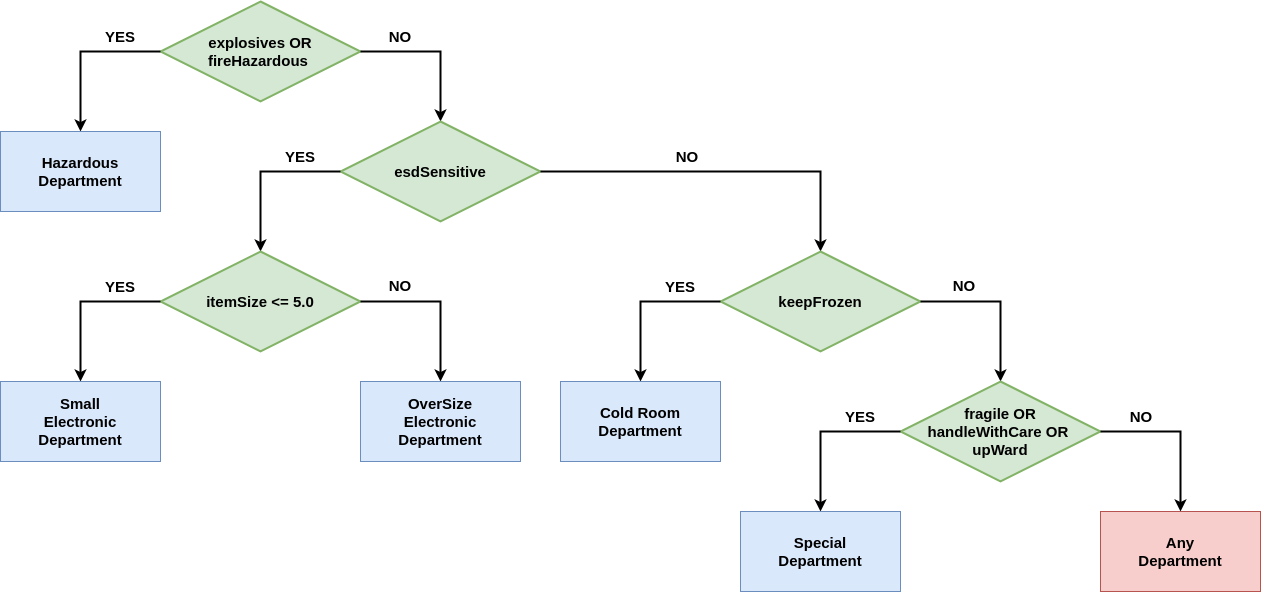 YES
explosives OR
fireHazardous
NO
Hazardous
Department
YES
esdSensitive
NO
YES
itemSize <= 5.0
NO
YES
keepFrozen
NO
Small
Electronic
Department
OverSize
Electronic
Department
Cold Room
Department
YES
fragile OR
handleWithCare OR
upWard
NO
Special
Department
Any
Department